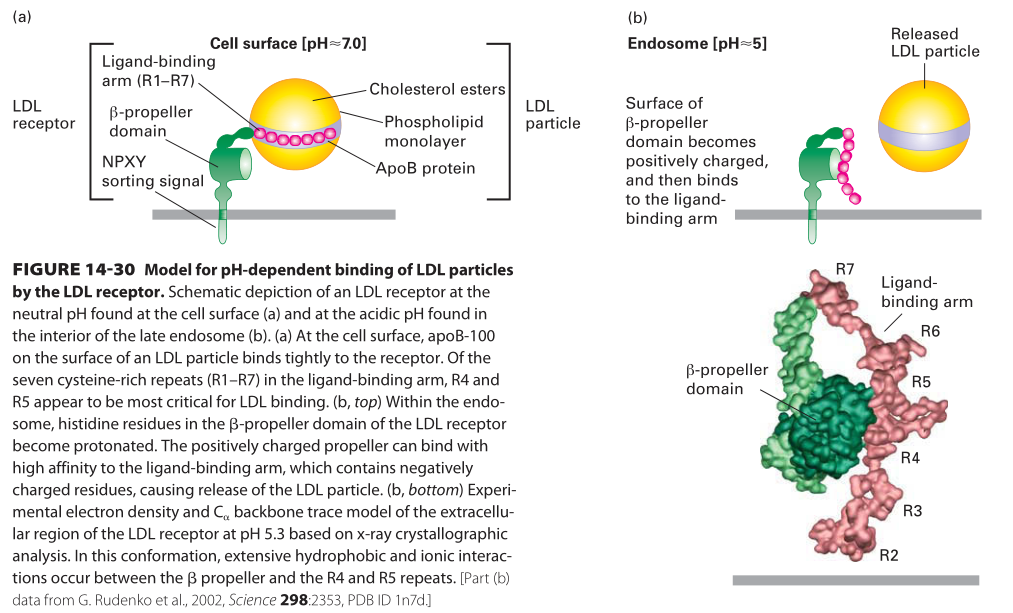 (a)
Cell surface [pH≈7.0]
Ligand-binding
arm (R1–R7)
LDL
receptor
β-propeller
domain
NPXY
sorting signal
Cholesterol esters
Phospholipid
monolayer
ApoB protein
LDL
particle
FIGURE 14-30 Model for pH-dependent binding of LDL particles
by the LDL receptor. Schematic depiction of an LDL receptor at the
neutral pH found at the cell surface (a) and at the acidic pH found in
the interior of the late endosome (b). (a) At the cell surface, apoB-100
on the surface of an LDL particle binds tightly to the receptor. Of the
seven cysteine-rich repeats (R1–R7) in the ligand-binding arm, R4 and
R5 appear to be most critical for LDL binding. (b, top) Within the endo-
some, histidine residues in the β-propeller domain of the LDL receptor
become protonated. The positively charged propeller can bind with
high affinity to the ligand-binding arm, which contains negatively
charged residues, causing release of the LDL particle. (b, bottom) Experi-
mental electron density and Cα backbone trace model of the extracellu-
lar region of the LDL receptor at pH 5.3 based on x-ray crystallographic
analysis. In this conformation, extensive hydrophobic and ionic interac-
tions occur between the β propeller and the R4 and R5 repeats. [Part (b)
data from G. Rudenko et al., 2002, Science 298:2353, PDB ID 1n7d.]
(b)
Endosome [pH≈5]
Released
LDL particle
Surface of
β-propeller
domain becomes
positively charged,
and then binds
to the ligand-
binding arm
R7
Ligand-
binding arm
R6
β-propeller
domain
R5
R4
R3
R2